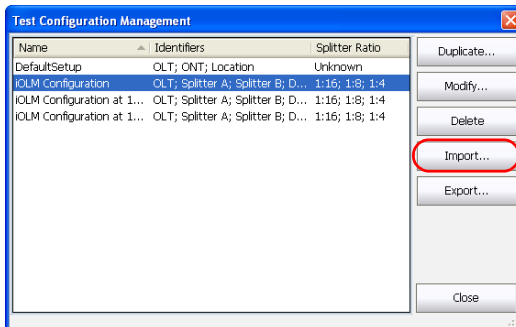 Test Configuration Management
Name Identifiers Splitter Ratio
DefaultSetup OLT; ONT; Location Unknown
iOLM Configuration OLT; Splitter A; Splitter B; D... 1:16; 1:8; 1:4
iOLM Configuration at 1... OLT; Splitter A; Splitter B; D... 1:16; 1:8; 1:4
iOLM Configuration at 1... OLT; Splitter A; Splitter B; D... 1:16; 1:8; 1:4
Duplicate...
Modify...
Delete
Import...
Export...
Close